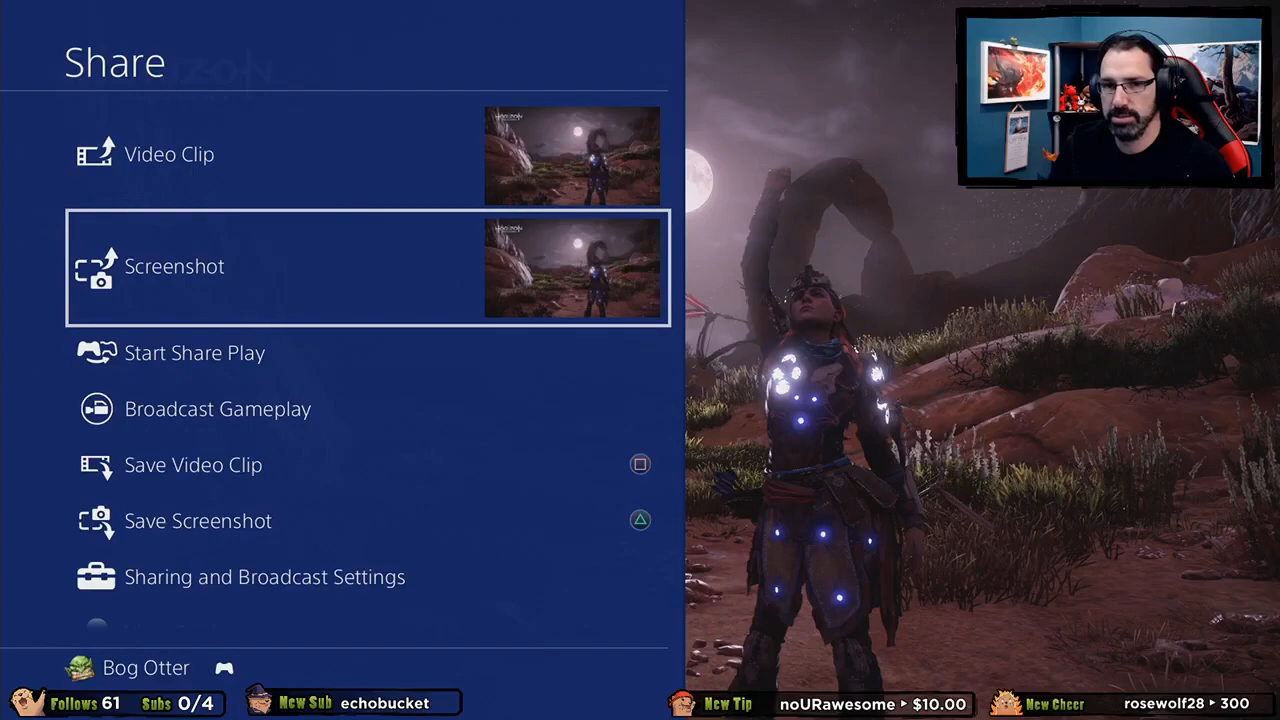 Share
Video Clip
Screenshot
Start Share Play
Broadcast Gameplay
Save Video Clip
Save Screenshot
Sharing and Broadcast Settings
Bog Otter
Follows 61 Subs 0/4
New Sub echobucket
New Tip noURawesome ▸ $10.00
New Cheer rosewolf28 ▸ 300